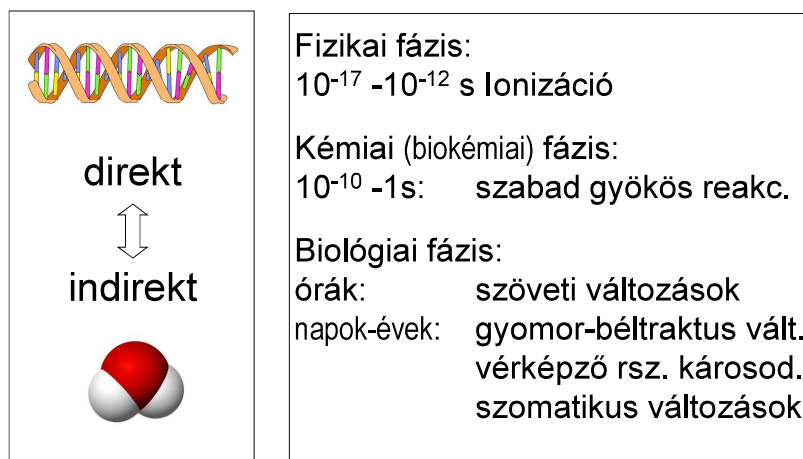 direkt
indirekt
Fizikai fázis:
10⁻¹⁷ -10⁻¹² s Ionizáció
Kémiai (biokémiai) fázis:
10⁻¹⁰ -1s: szabad gyökös reakc.
Biológiai fázis:
órák: szöveti változások
napok-évek: gyomor-béltraktus vált.
vérképző rsz. károsod.
szomatikus változások